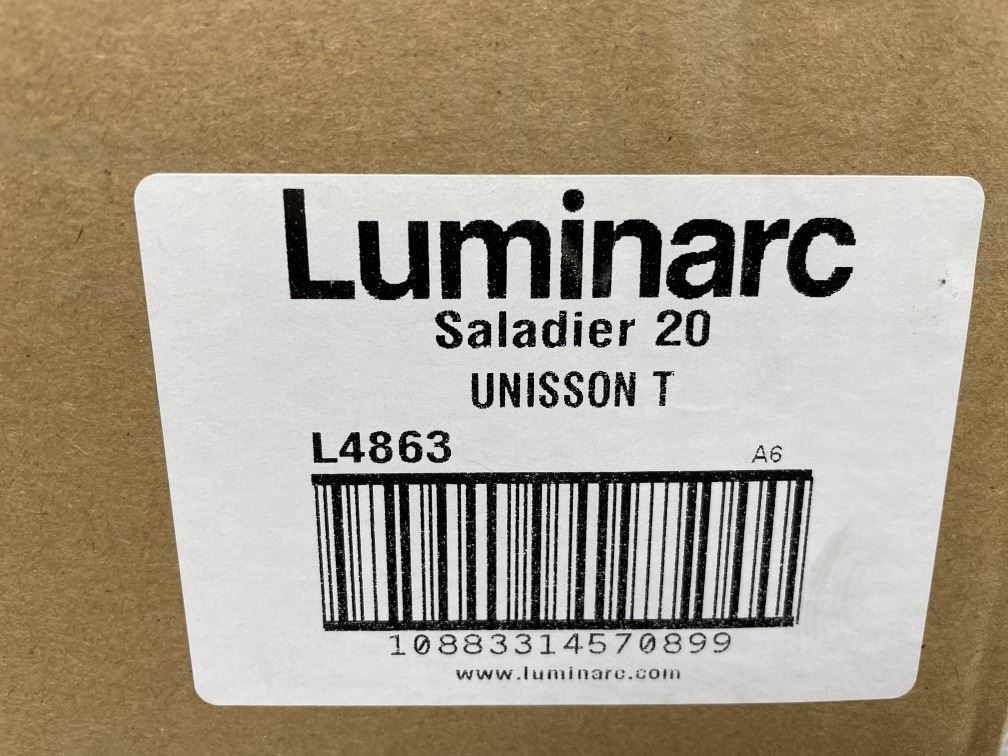 Luminarc
Saladier 20
UNISSON T
L4863 A6
10883314570899
www.luminarc.com